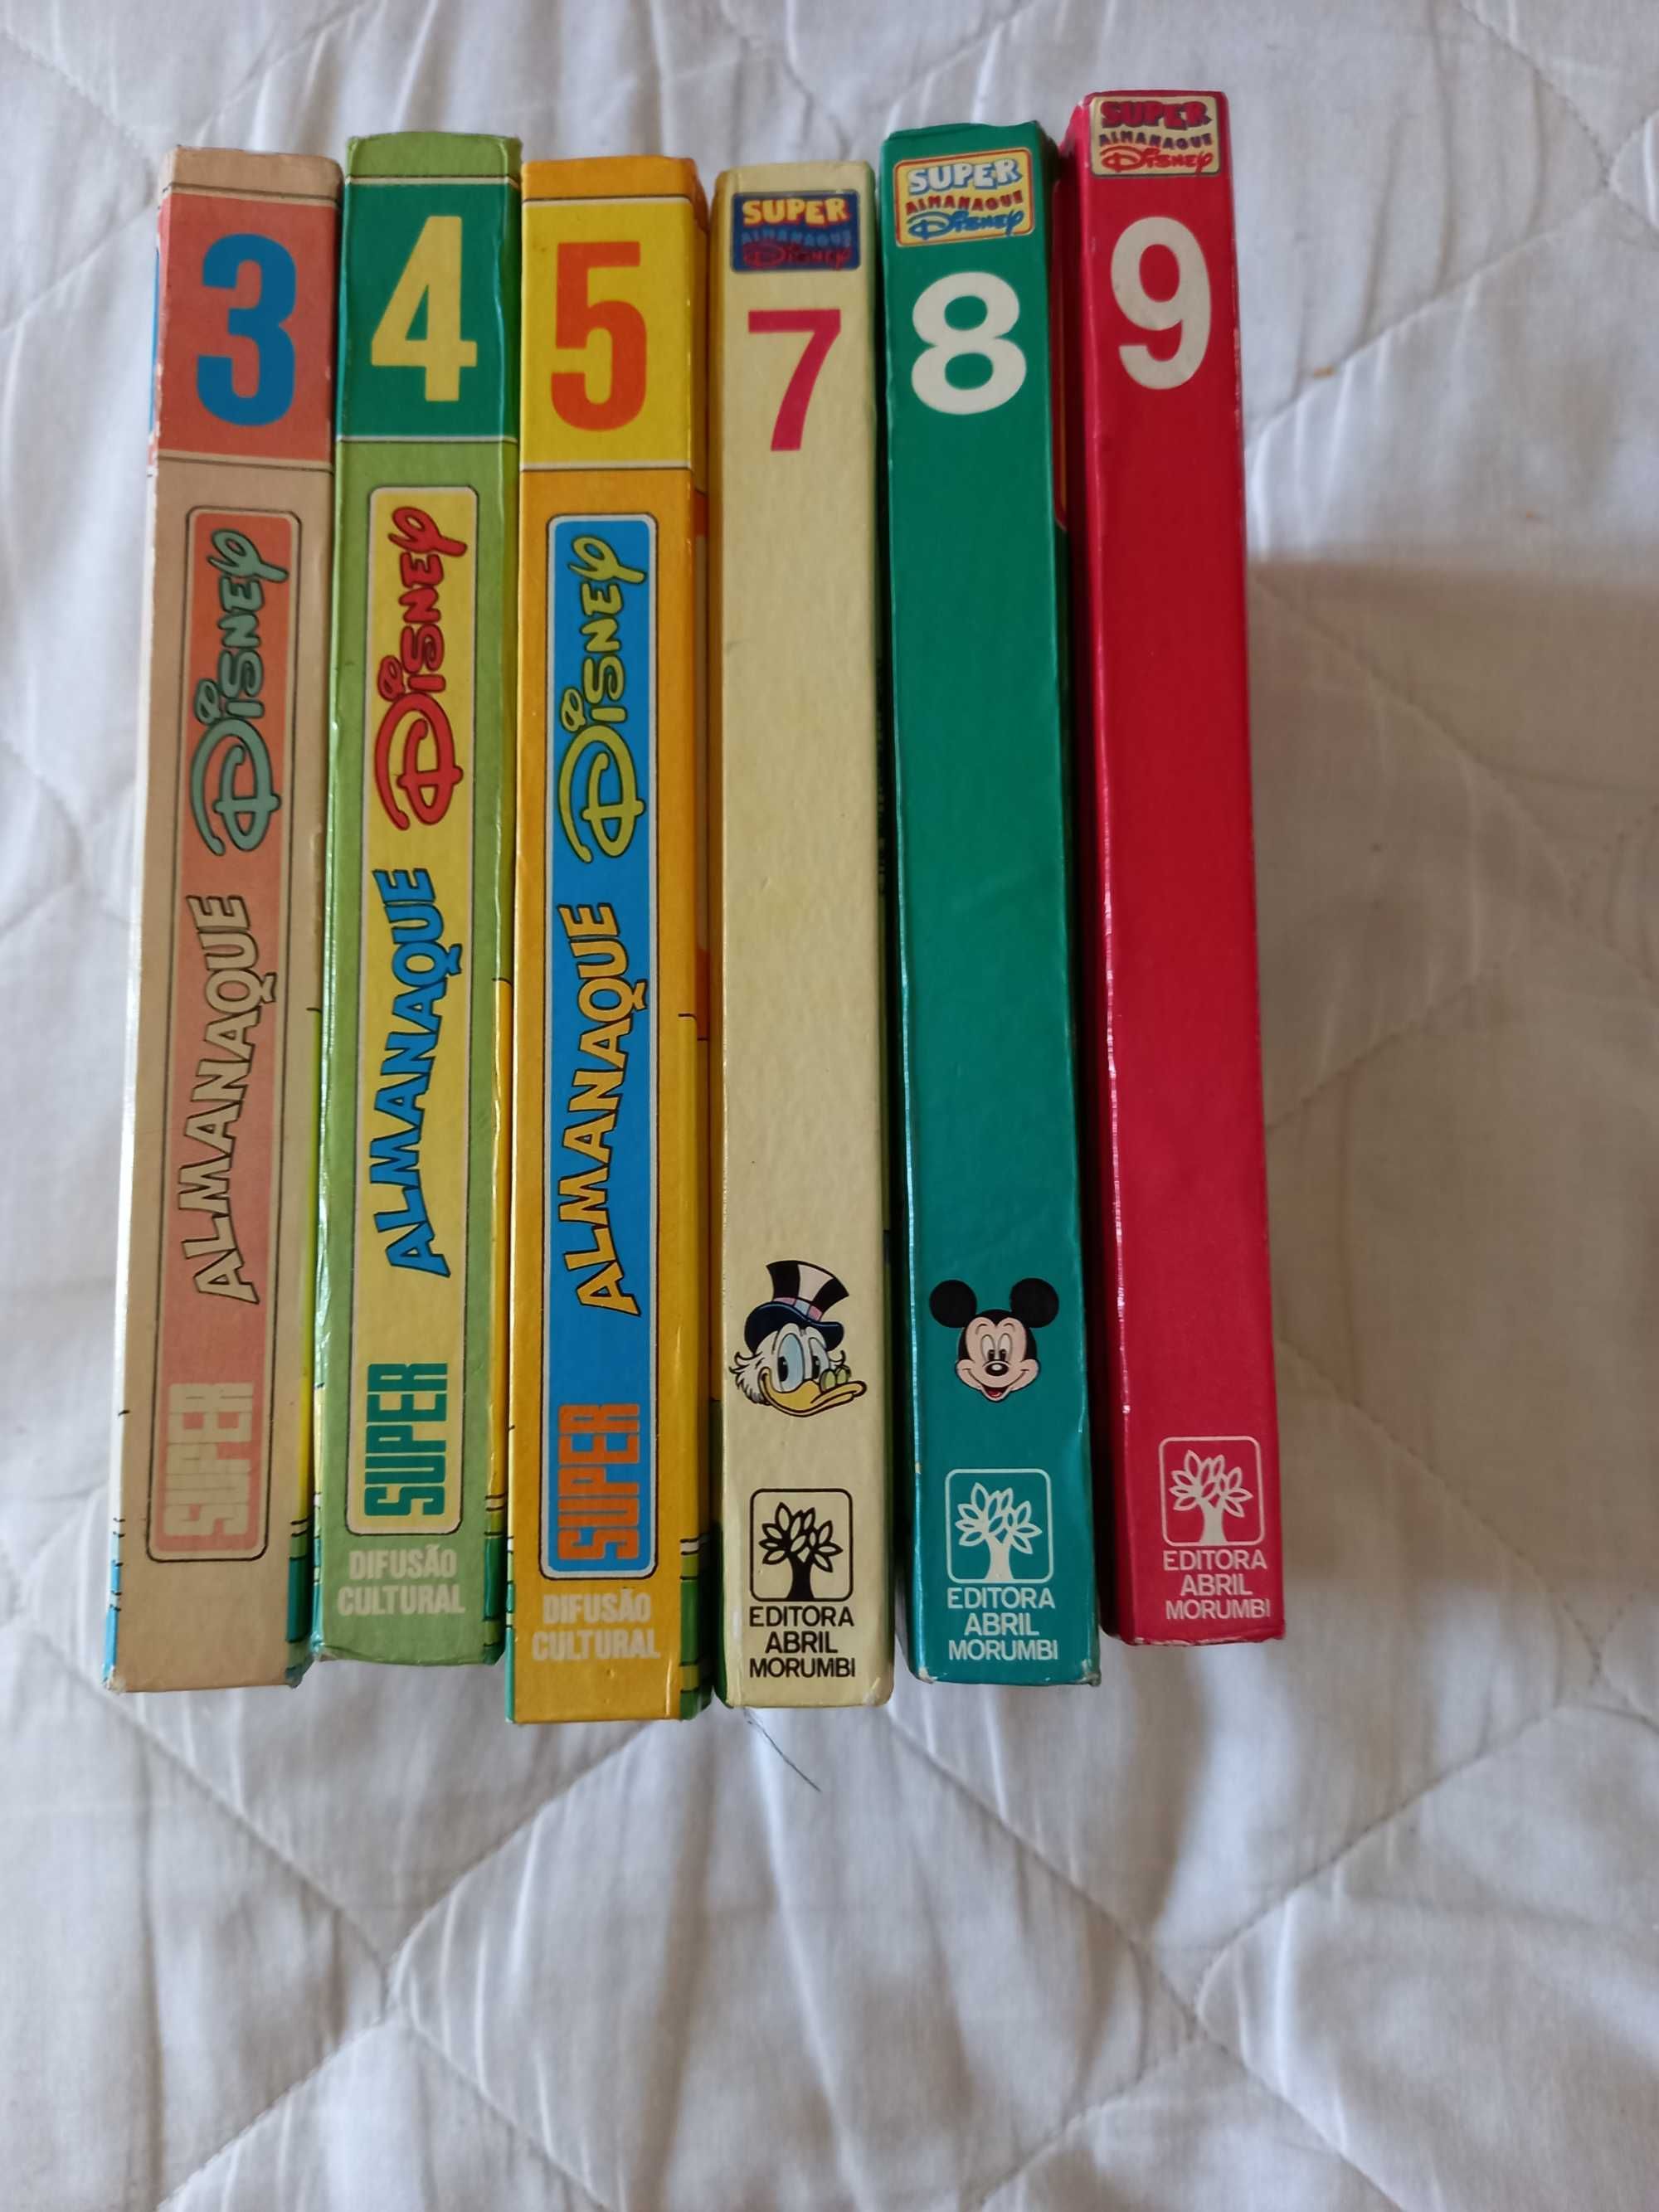 3
SUPER ALMANAQUE Disney
4
SUPER ALMANAQUE Disney
DIFUSÃO
CULTURAL
5
SUPER ALMANAQUE Disney
DIFUSÃO
CULTURAL
SUPER
ALMANAQUE
Disney
7
EDITORA
ABRIL
MORUMBI
SUPER
ALMANAQUE
Disney
8
EDITORA
ABRIL
MORUMBI
SUPER
ALMANAQUE
Disney
9
EDITORA
ABRIL
MORUMBI